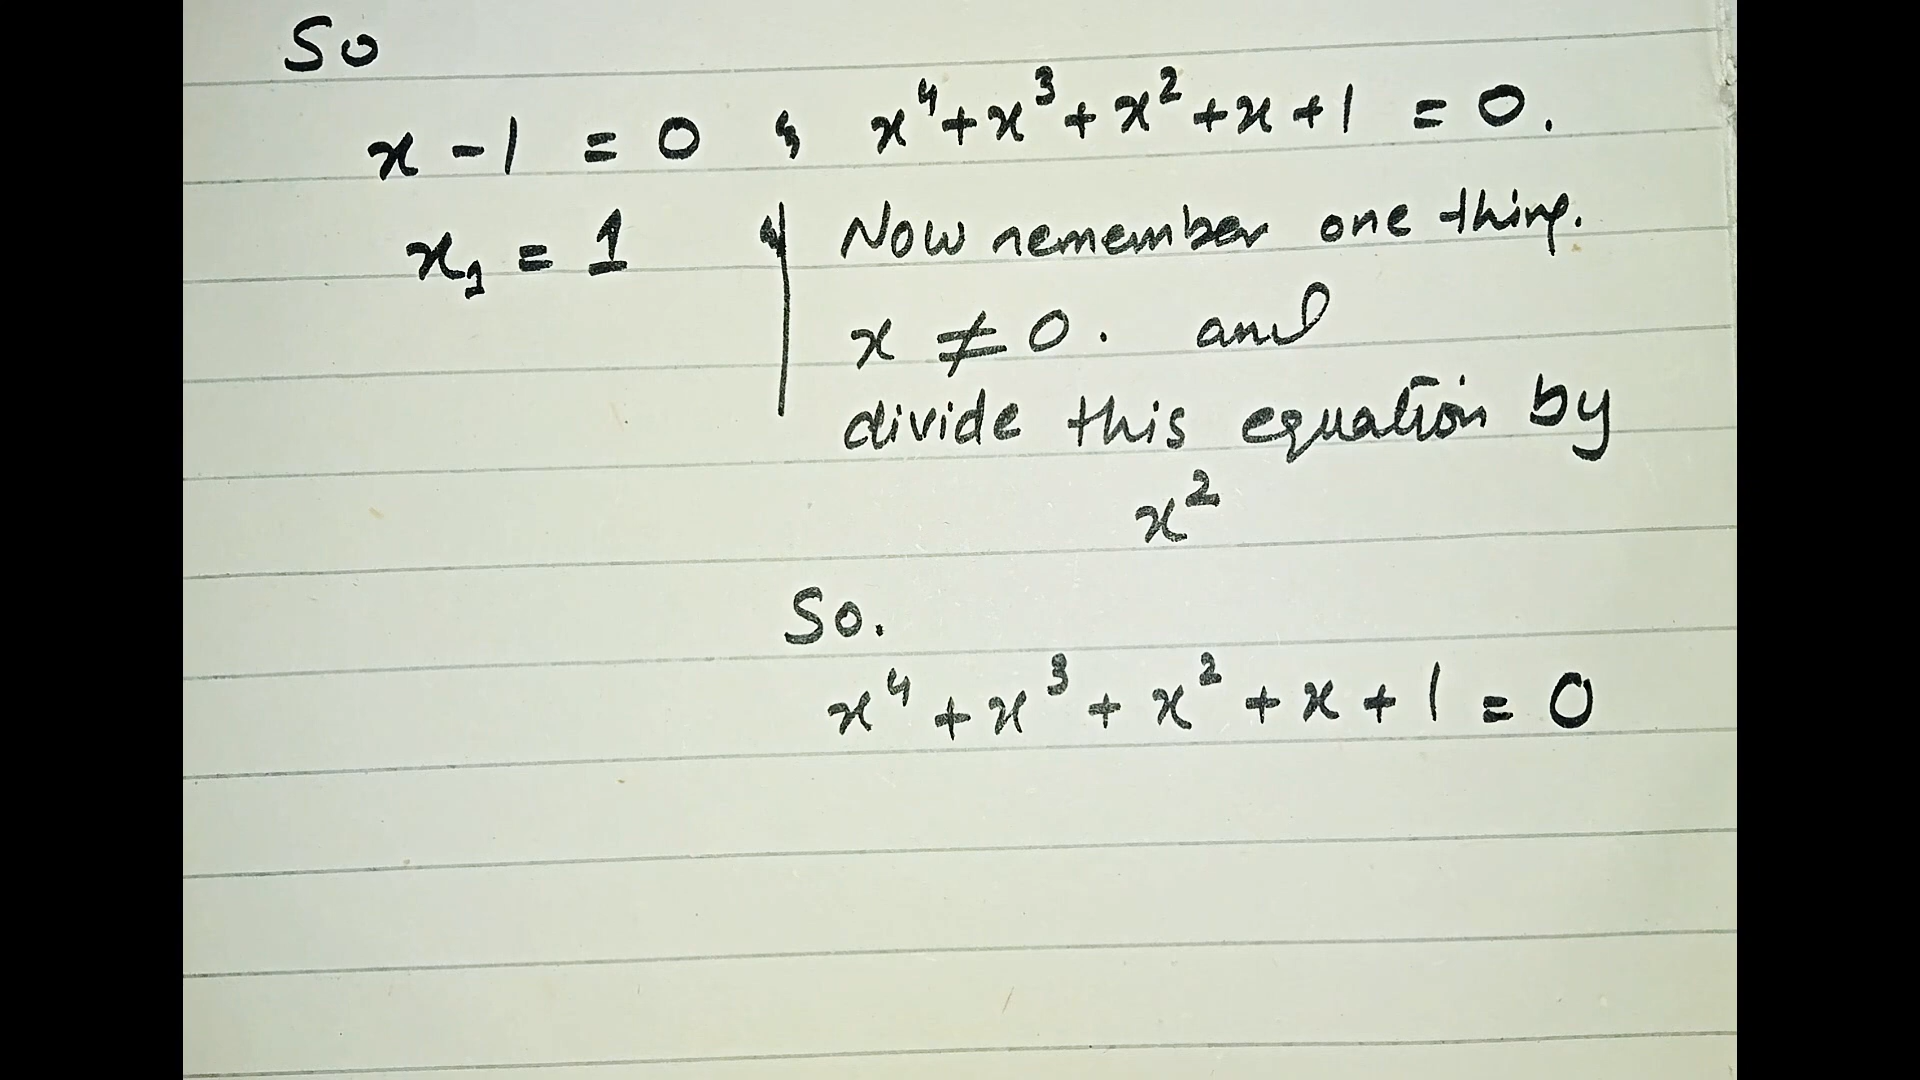 So
x - 1 = 0 & x⁴ + x³ + x² + x + 1 = 0.
x₁ = 1 Now remember one thing.
x ≠ 0. and
divide this equation by
x²
So.
x⁴ + x³ + x² + x + 1 = 0